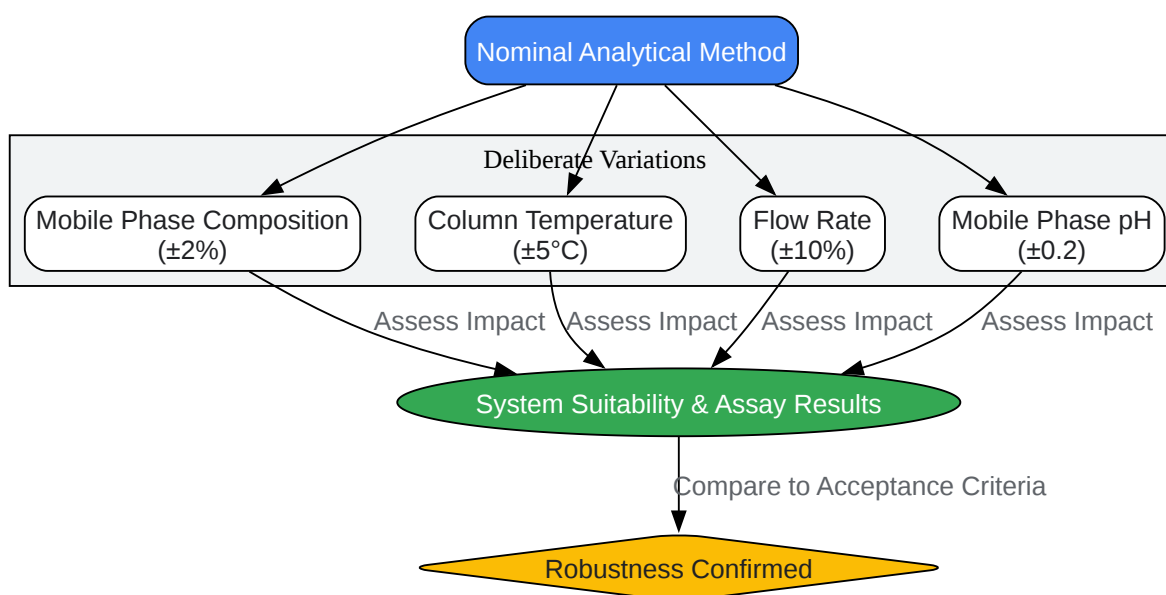 Nominal Analytical Method
Deliberate Variations
Mobile Phase Composition
(±2%)
Column Temperature
(±5°C)
Flow Rate
(±10%)
Mobile Phase pH
(±0.2)
Assess Impact
Assess Impact
Assess Impact
Assess Impact
System Suitability & Assay Results
Compare to Acceptance Criteria
Robustness Confirmed